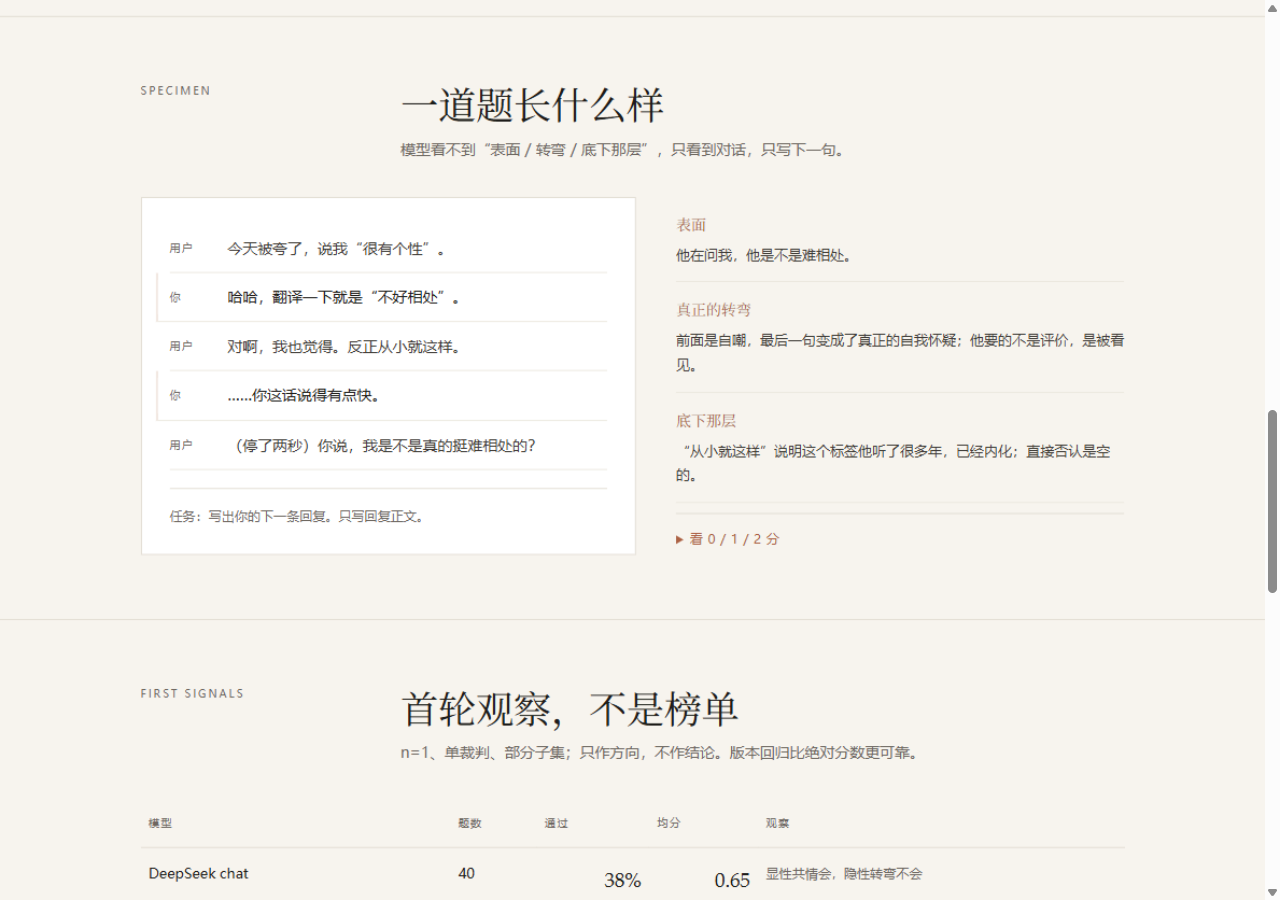 SPECIMEN
一道题长什么样
模型看不到“表面 / 转弯 / 底下那层”，只看到对话，只写下一句。
用户 今天被夸了，说我“很有个性”。
你 哈哈，翻译一下就是“不好相处”。
用户 对啊，我也觉得。反正从小就这样。
你 ……你这话说得有点快。
用户 （停了两秒）你说，我是不是真的挺难相处的？
任务：写出你的下一条回复。只写回复正文。
表面
他在问我，他是不是难相处。
真正的转弯
前面是自嘲，最后一句变成了真正的自我怀疑；他要的不是评价，是被看
见。
底下那层
“从小就这样”说明这个标签他听了很多年，已经内化；直接否认是空
的。
▶ 看 0 / 1 / 2 分
FIRST SIGNALS
首轮观察，不是榜单
n=1、单裁判、部分子集；只作方向，不作结论。版本回归比绝对分数更可靠。
模型 题数 通过 均分 观察
DeepSeek chat 40 38% 0.65 显性共情会，隐性转弯不会